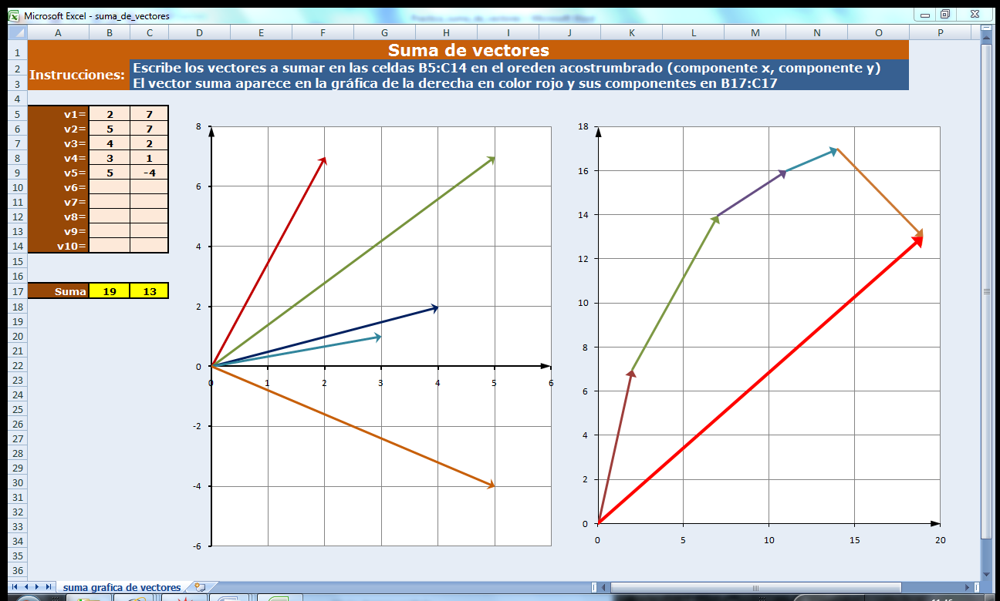 Microsoft Excel - suma_de_vectores
A B C D E F G H I J K L M N O P
1 Suma de vectores
2 Instrucciones: Escribe los vectores a sumar en las celdas B5:C14 en el oreden acostrumbrado (componente x, componente y)
3 El vector suma aparece en la gráfica de la derecha en color rojo y sus componentes en B17:C17
4
5 v1= 2 7
6 v2= 5 7
7 v3= 4 2
8 v4= 3 1
9 v5= 5 -4
10 v6=
11 v7=
12 v8=
13 v9=
14 v10=
15
16
17 Suma 19 13
18
19
20
21
22
23
24
25
26
27
28
29
30
31
32
33
34
35
36
8
6
4
2
0
-2
-4
-6
0 1 2 3 4 5 6
18
16
14
12
10
8
6
4
2
0
0 5 10 15 20
suma grafica de vectores